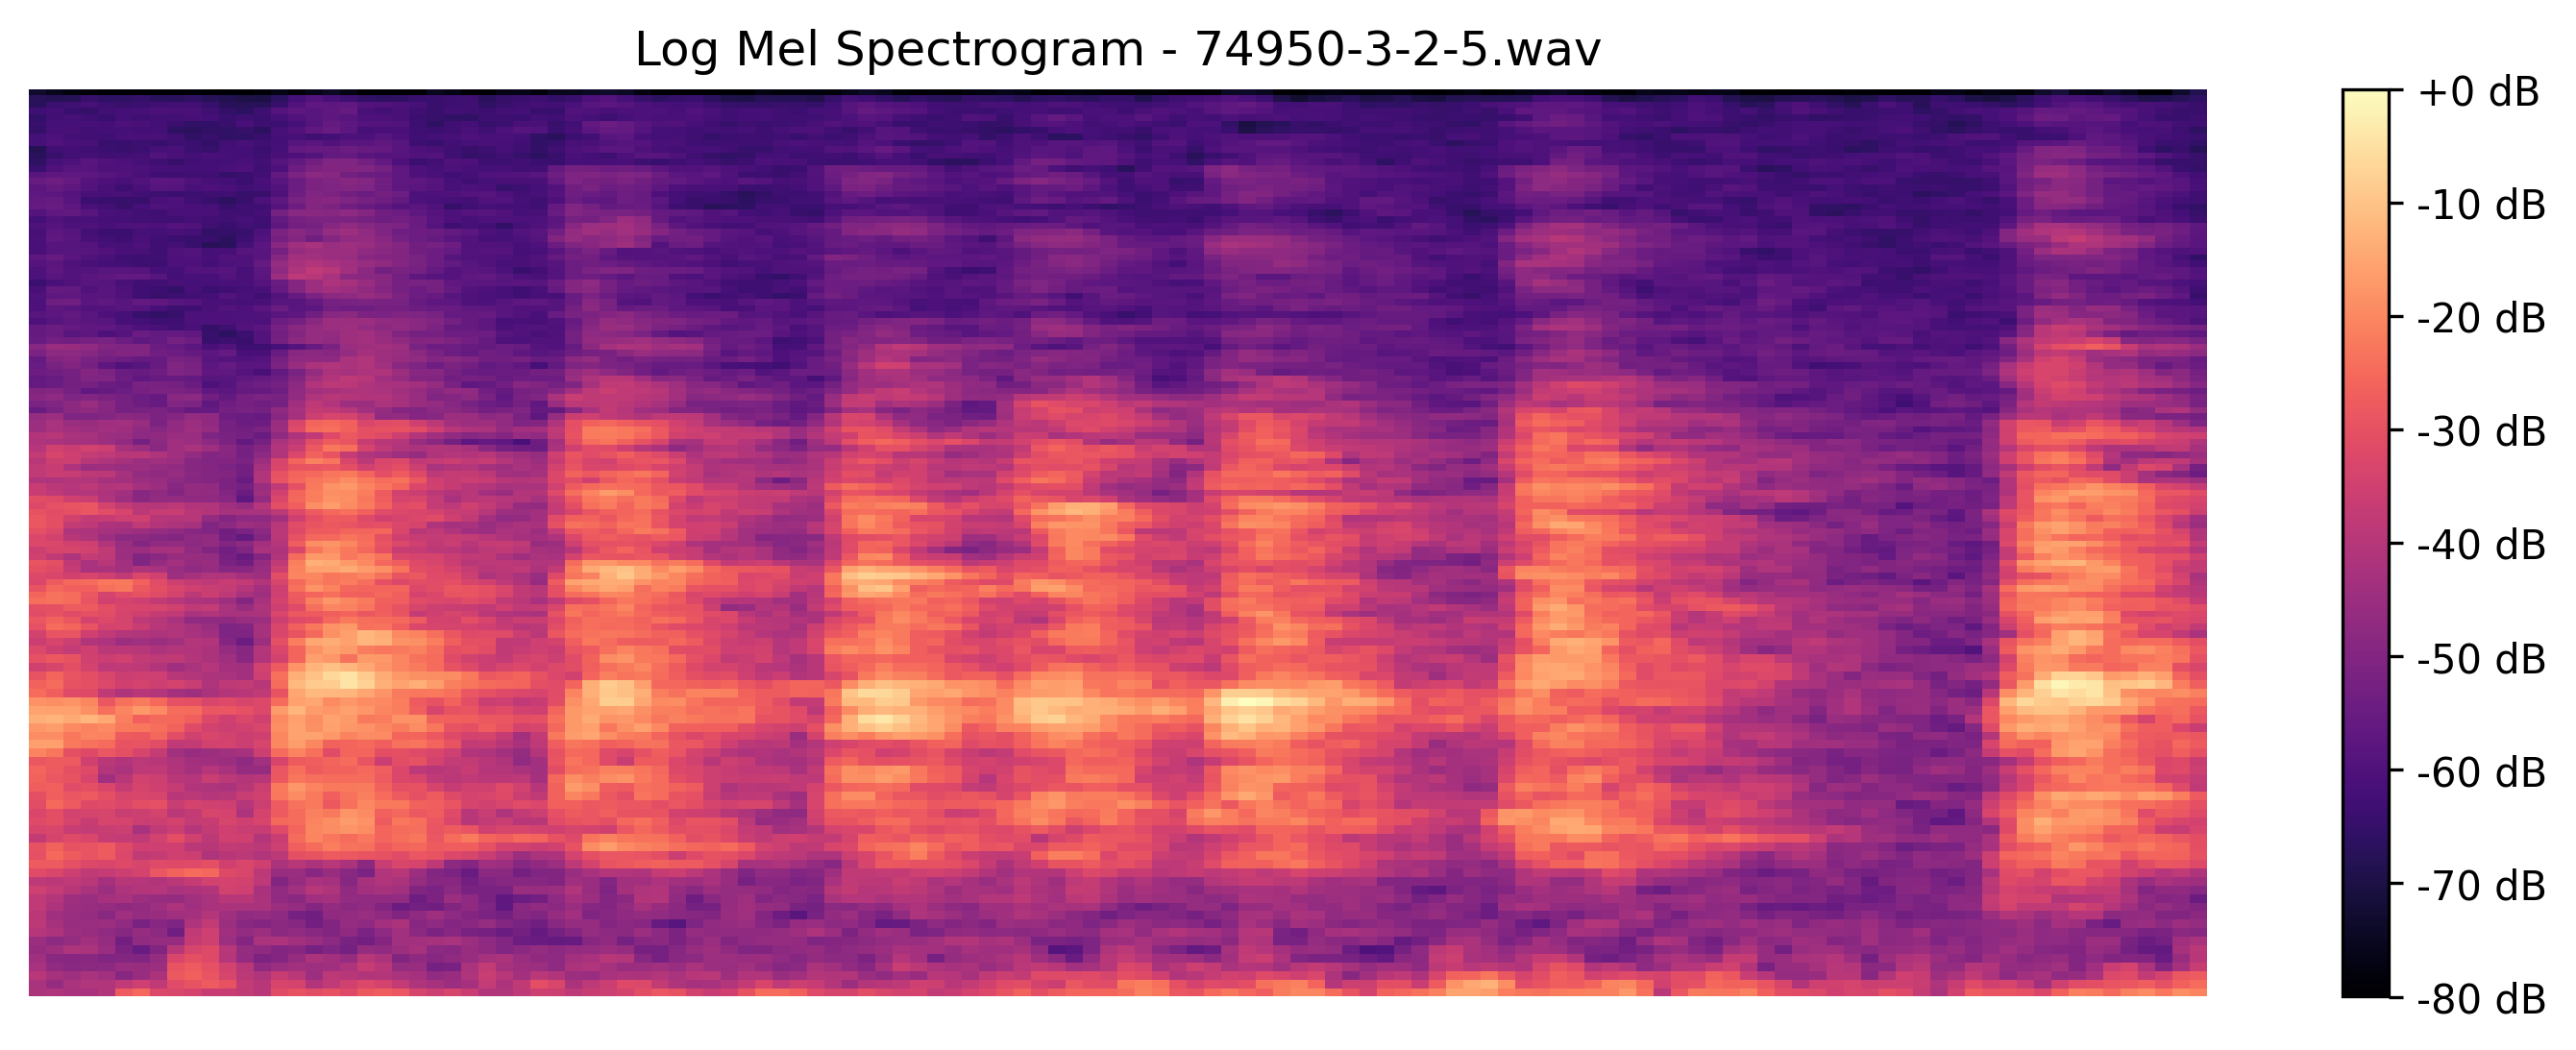 Log Mel Spectrogram - 74950-3-2-5.wav
+0 dB
-10 dB
-20 dB
-30 dB
-40 dB
-50 dB
-60 dB
-70 dB
-80 dB